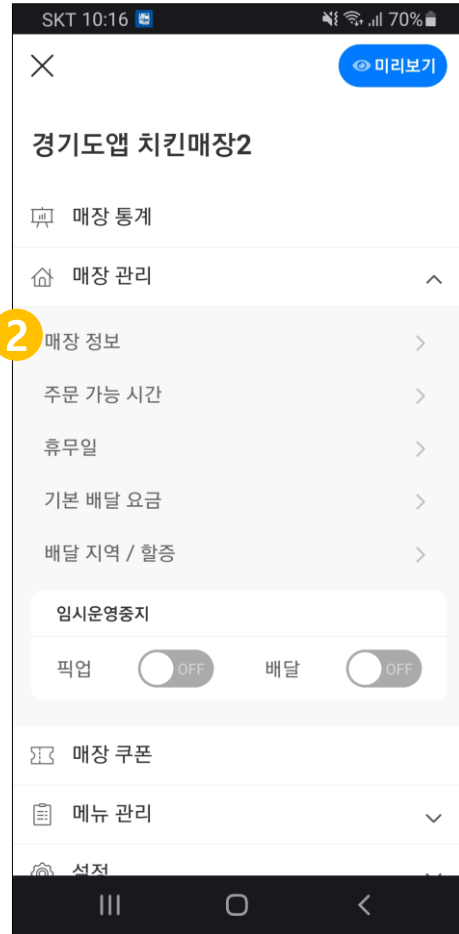 SKT 10:16 70%
미리보기
경기도앱 치킨매장2
매장 통계
매장 관리
2
매장 정보
주문 가능 시간
휴무일
기본 배달 요금
배달 지역 / 할증
임시운영중지
픽업 OFF 배달 OFF
매장 쿠폰
메뉴 관리
설정